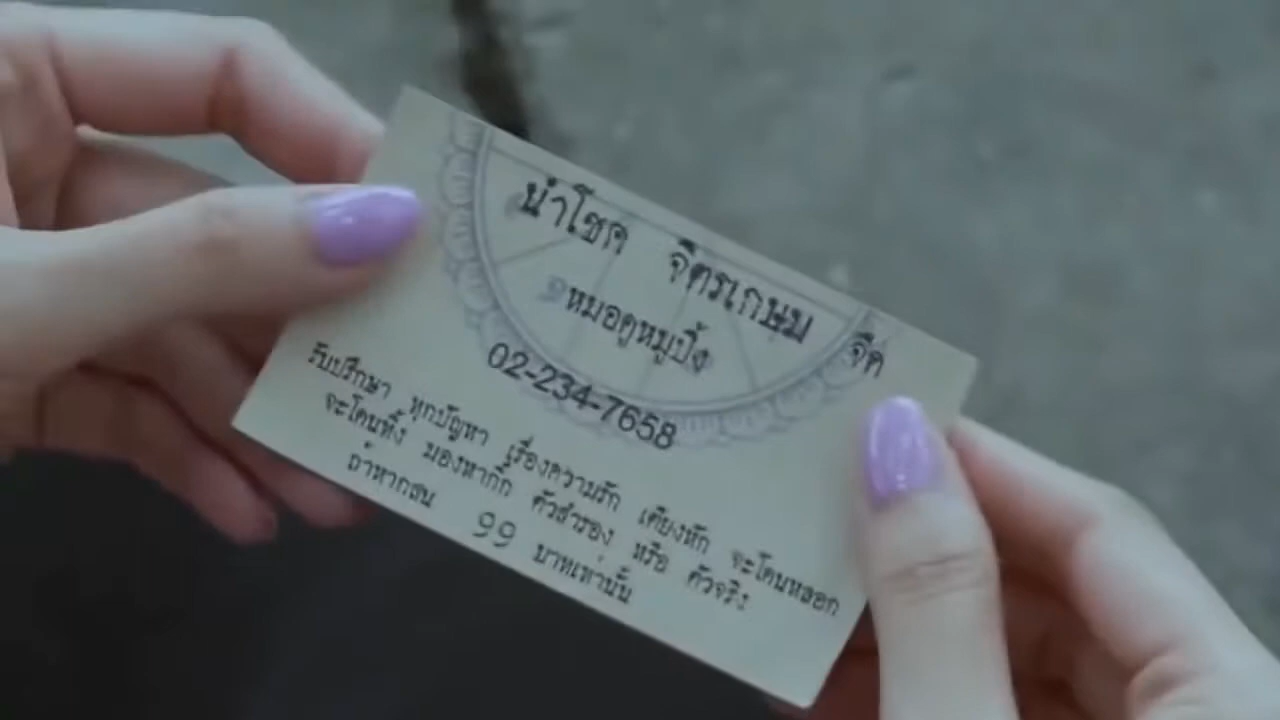 นำโชค จิตรเกษม จืด
หมอดูหมูปิ้ง
02-234-7658
รับปรึกษา ทุกปัญหา เรื่องความรัก เตียงหัก จะโดนหลอก
จะโดนทิ้ง มองหากิ๊ก ตัวสำรอง หรือ ตัวจริง
ถ้าหากสน 99 บาทเท่านั้น